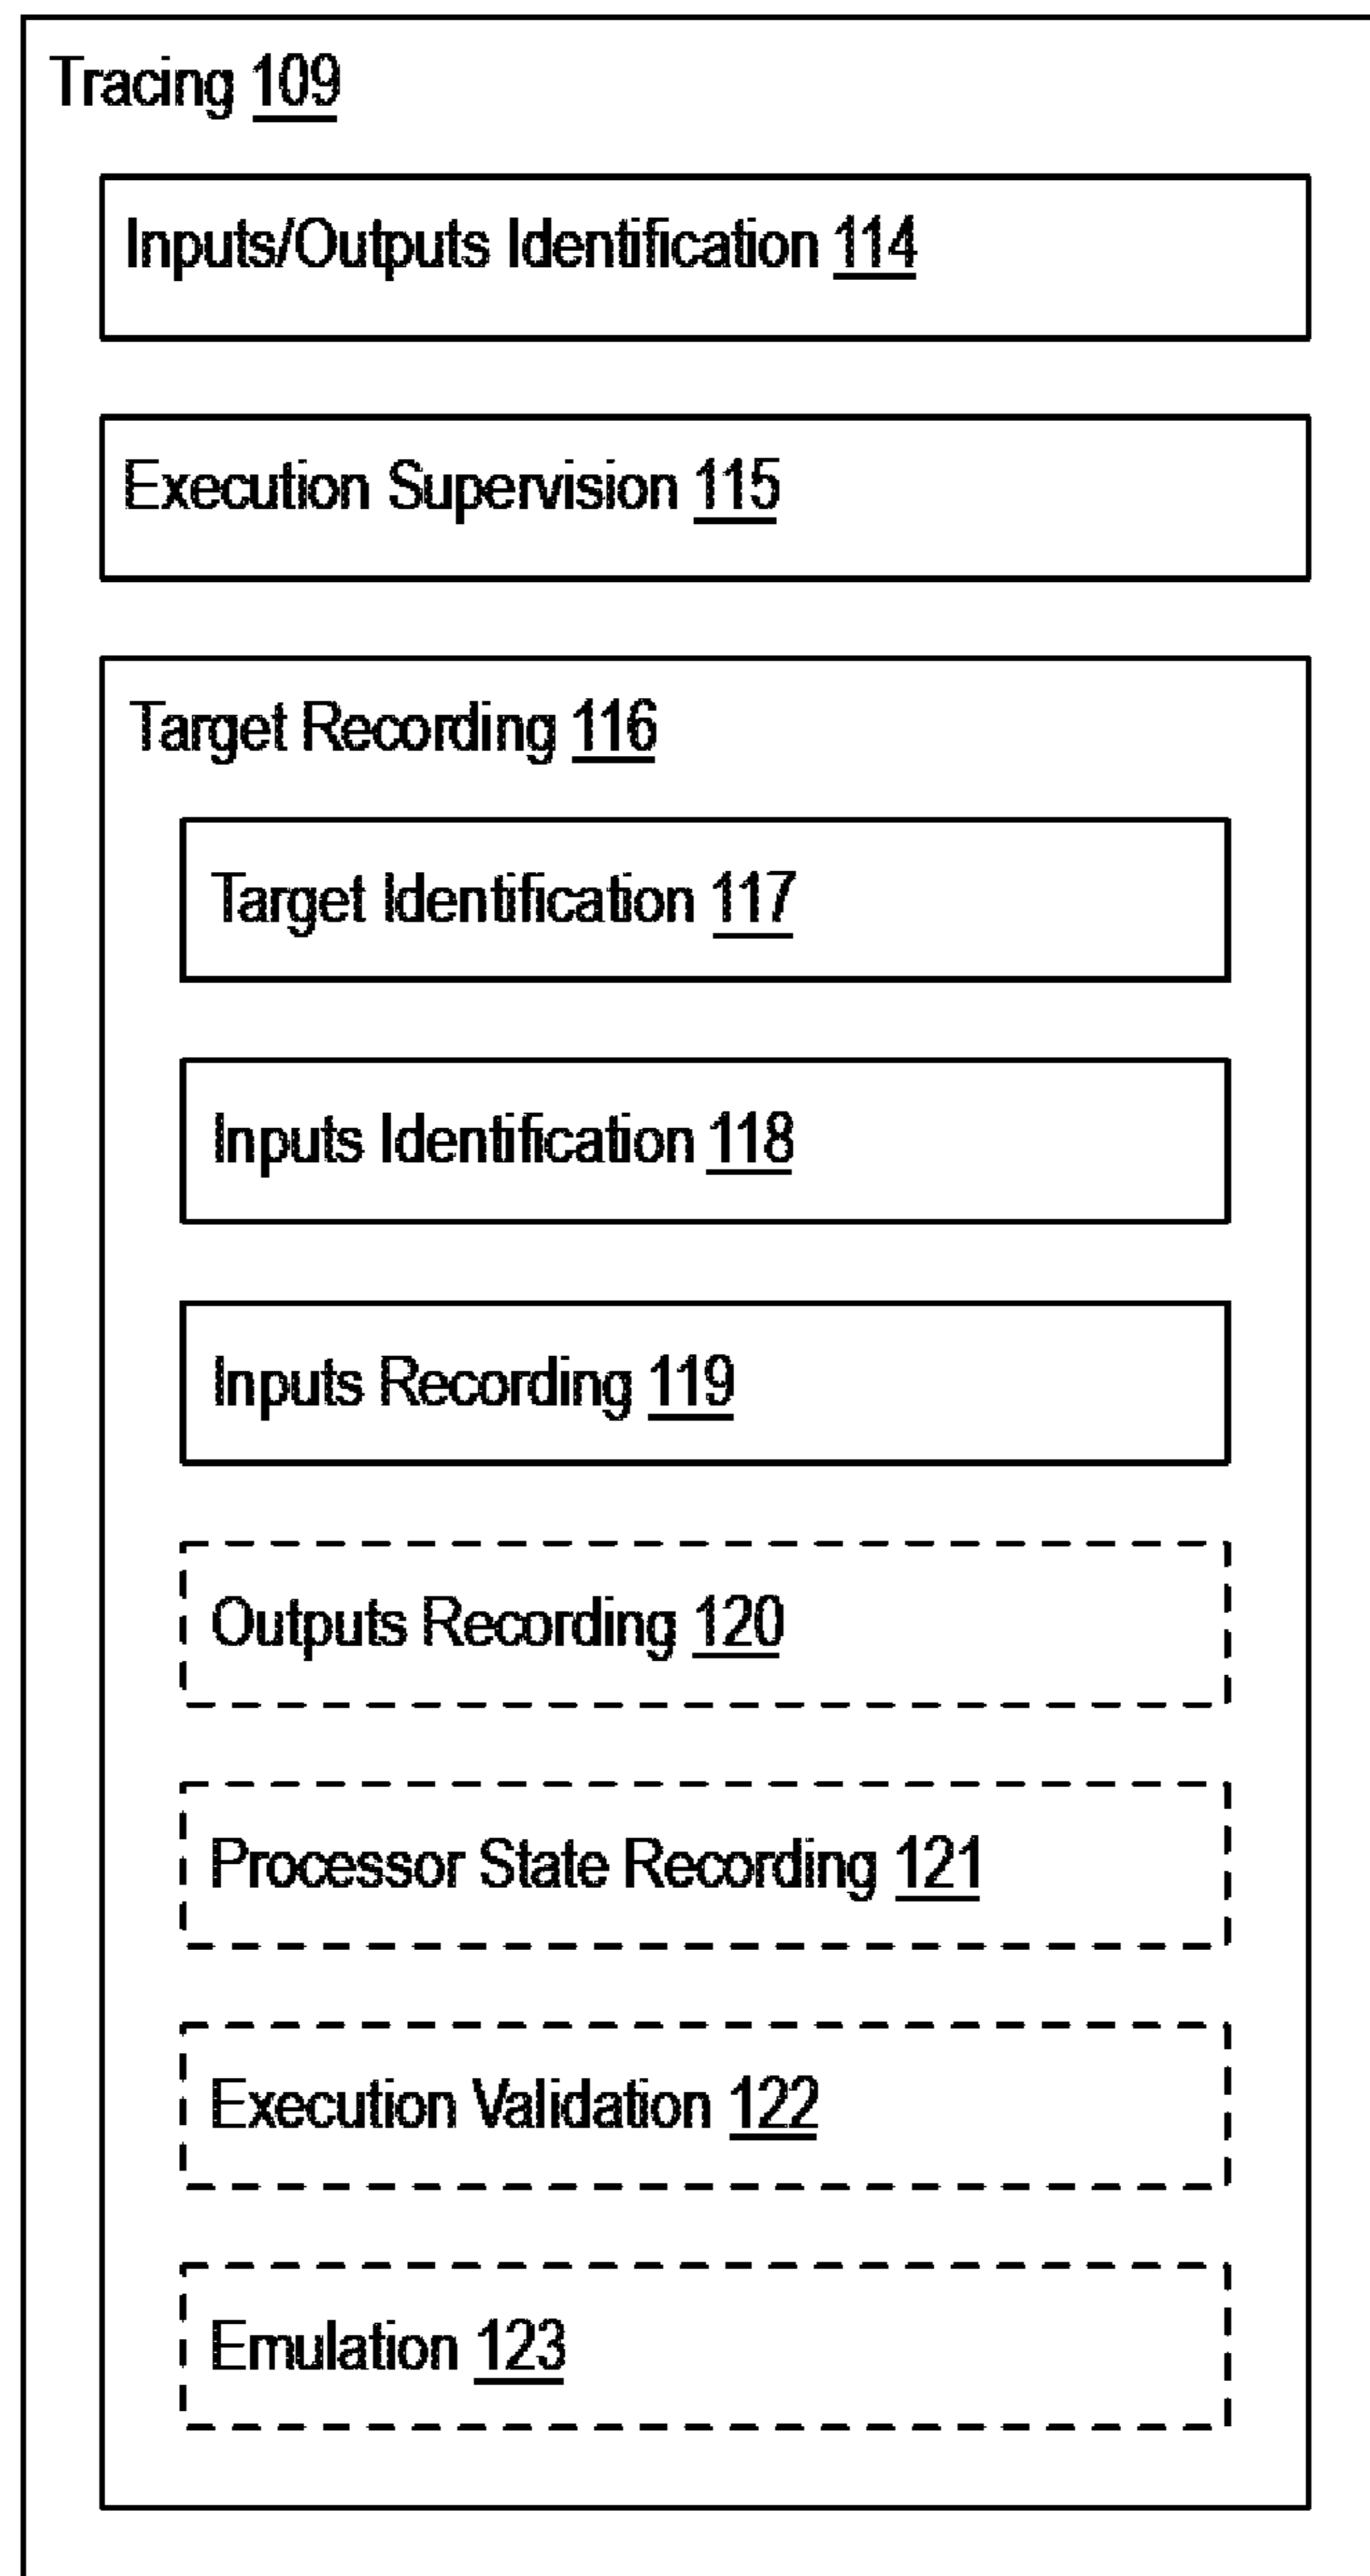 Tracing 109
Inputs/Outputs Identification 114
Execution Supervision 115
Target Recording 116
Target Identification 117
Inputs Identification 118
Inputs Recording 119
Outputs Recording 120
Processor State Recording 121
Execution Validation 122
Emulation 123